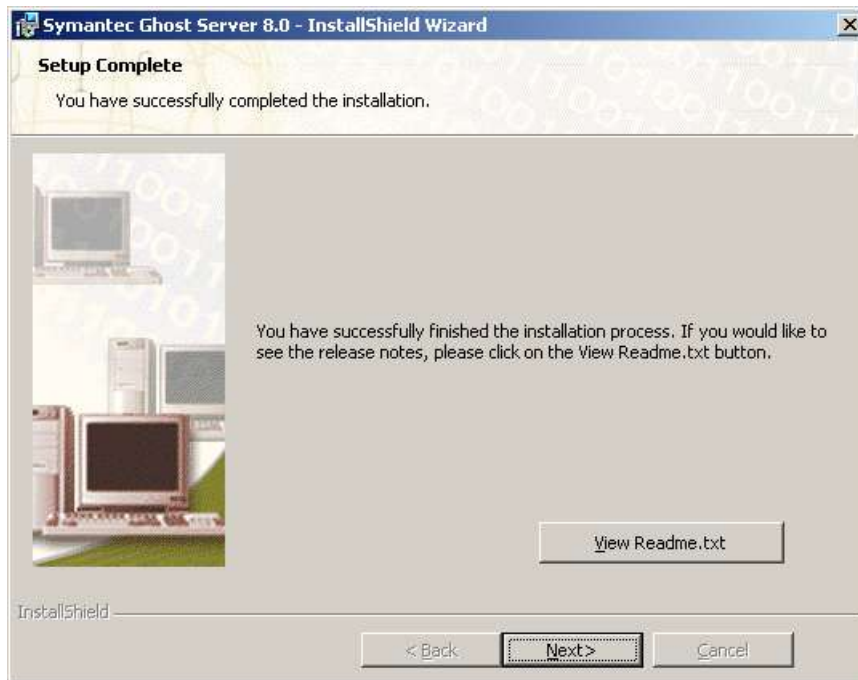 Symantec Ghost Server 8.0 - InstallShield Wizard
Setup Complete
You have successfully completed the installation.
You have successfully finished the installation process. If you would like to
see the release notes, please click on the View Readme.txt button.
View Readme.txt
InstallShield
< Back
Next>
Cancel